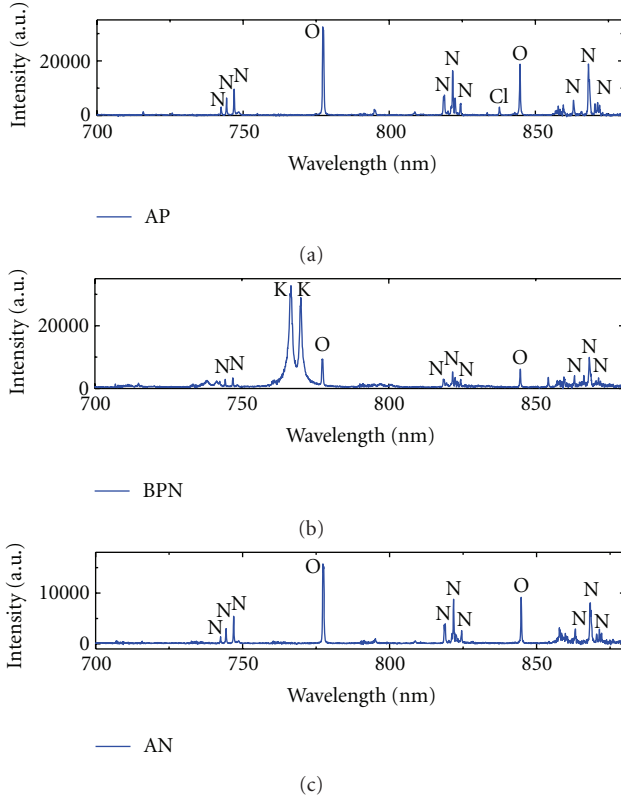 Intensity (a.u.)
20000
0
N N N O N N N Cl O N N N
700 750 800 850
Wavelength (nm)
AP
(a)
Intensity (a.u.)
20000
0
N N K K O N N N O N N N
700 750 800 850
Wavelength (nm)
BPN
(b)
Intensity (a.u.)
10000
0
N N N O N N N O N N N
700 750 800 850
Wavelength (nm)
AN
(c)